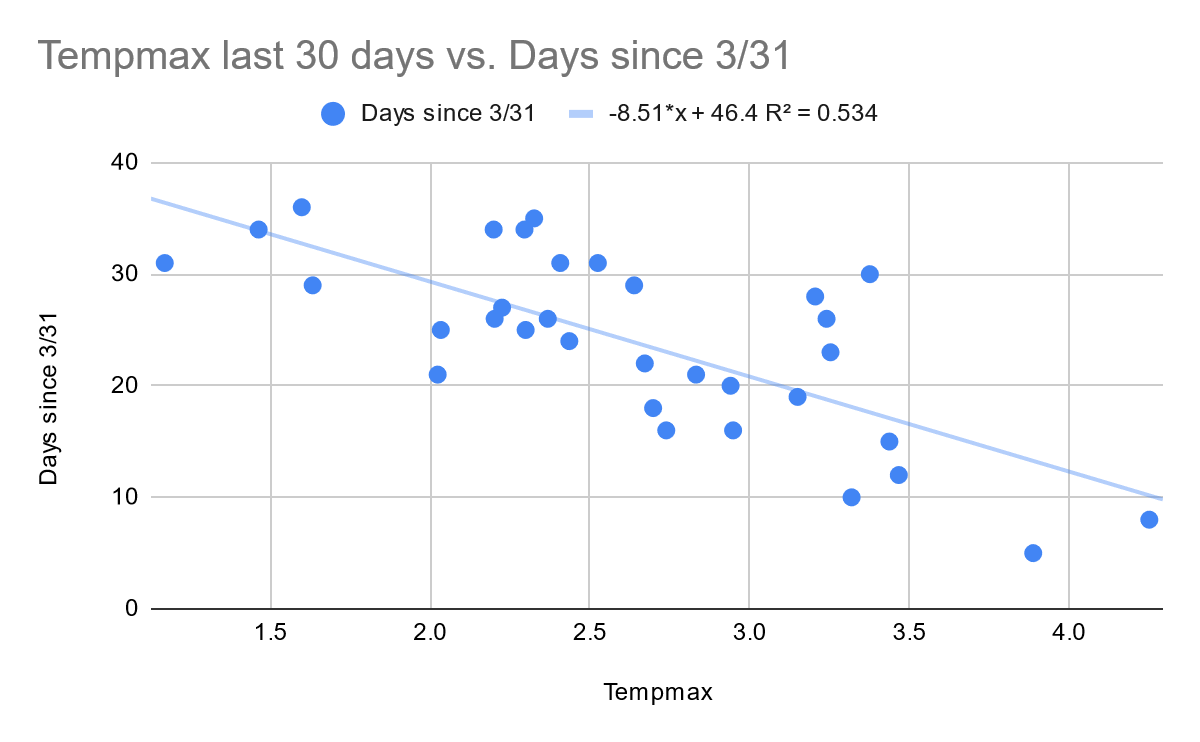 Tempmax last 30 days vs. Days since 3/31
Days since 3/31
-8.51*x + 46.4 R² = 0.534
40
30
20
10
0
Days since 3/31
1.5
2.0
2.5
3.0
3.5
4.0
Tempmax